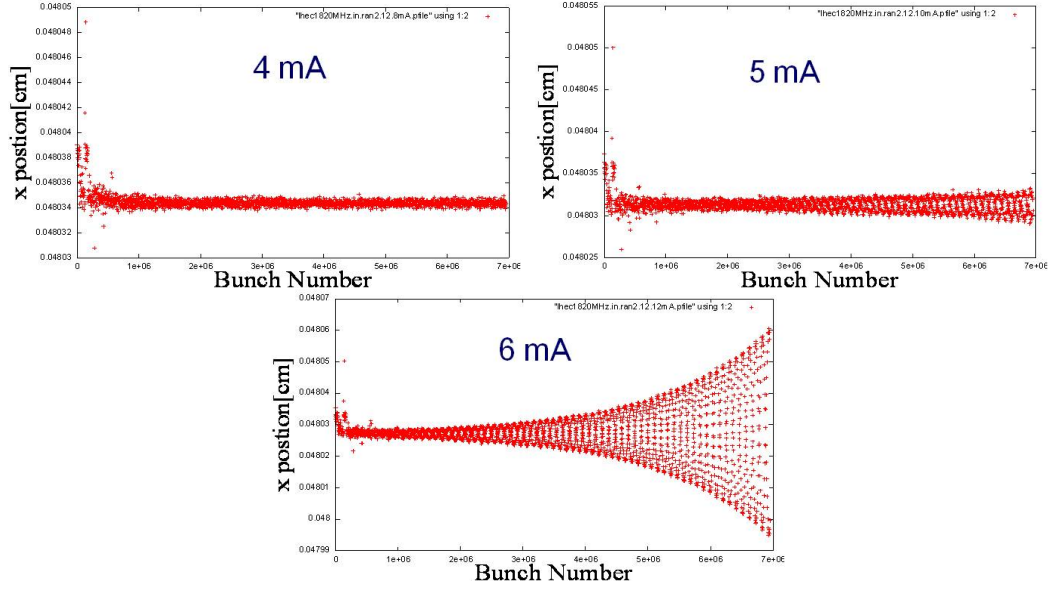 "lhec1820MHz.in.ran2.12.8mA.pfile" using 1:2
4 mA
x postion[cm]
0.04805
0.048048
0.048046
0.048044
0.048042
0.04804
0.048038
0.048036
0.048034
0.048032
0.04803
0 1e+06 2e+06 3e+06 4e+06 5e+06 6e+06 7e+06
Bunch Number
"lhec1820MHz.in.ran2.12.10mA.pfile" using 1:2
5 mA
x postion[cm]
0.048055
0.04805
0.048045
0.04804
0.048035
0.04803
0.048025
0 1e+06 2e+06 3e+06 4e+06 5e+06 6e+06 7e+06
Bunch Number
"lhec1820MHz.in.ran2.12.12mA.pfile" using 1:2
6 mA
x postion[cm]
0.04807
0.04806
0.04805
0.04804
0.04803
0.04802
0.04801
0.048
0.04799
0 1e+06 2e+06 3e+06 4e+06 5e+06 6e+06 7e+06
Bunch Number